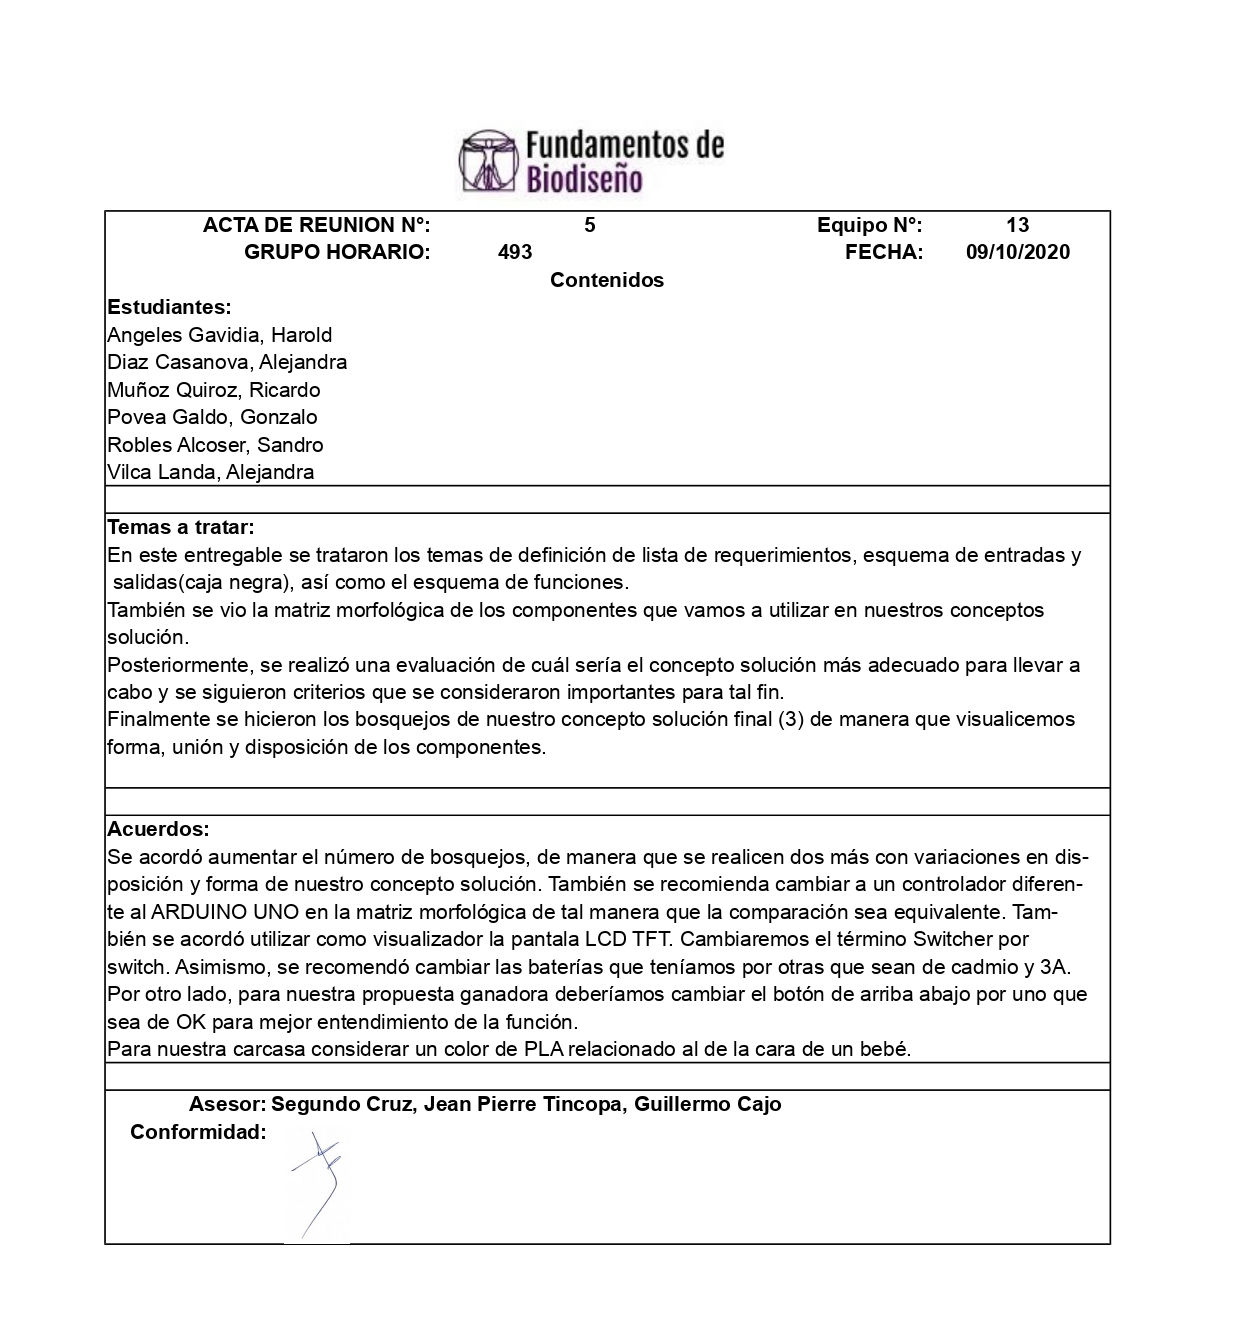 Fundamentos de
Biodiseño
ACTA DE REUNION N°: 5 Equipo N°: 13
GRUPO HORARIO: 493 FECHA: 09/10/2020
Contenidos
Estudiantes:
Angeles Gavidia, Harold
Diaz Casanova, Alejandra
Muñoz Quiroz, Ricardo
Povea Galdo, Gonzalo
Robles Alcoser, Sandro
Vilca Landa, Alejandra
Temas a tratar:
En este entregable se trataron los temas de definición de lista de requerimientos, esquema de entradas y
salidas(caja negra), así como el esquema de funciones.
También se vio la matriz morfológica de los componentes que vamos a utilizar en nuestros conceptos
solución.
Posteriormente, se realizó una evaluación de cuál sería el concepto solución más adecuado para llevar a
cabo y se siguieron criterios que se consideraron importantes para tal fin.
Finalmente se hicieron los bosquejos de nuestro concepto solución final (3) de manera que visualicemos
forma, unión y disposición de los componentes.
Acuerdos:
Se acordó aumentar el número de bosquejos, de manera que se realicen dos más con variaciones en dis-
posición y forma de nuestro concepto solución. También se recomienda cambiar a un controlador diferen-
te al ARDUINO UNO en la matriz morfológica de tal manera que la comparación sea equivalente. Tam-
bién se acordó utilizar como visualizador la pantala LCD TFT. Cambiaremos el término Switcher por
switch. Asimismo, se recomendó cambiar las baterías que teníamos por otras que sean de cadmio y 3A.
Por otro lado, para nuestra propuesta ganadora deberíamos cambiar el botón de arriba abajo por uno que
sea de OK para mejor entendimiento de la función.
Para nuestra carcasa considerar un color de PLA relacionado al de la cara de un bebé.
Asesor: Segundo Cruz, Jean Pierre Tincopa, Guillermo Cajo
Conformidad: